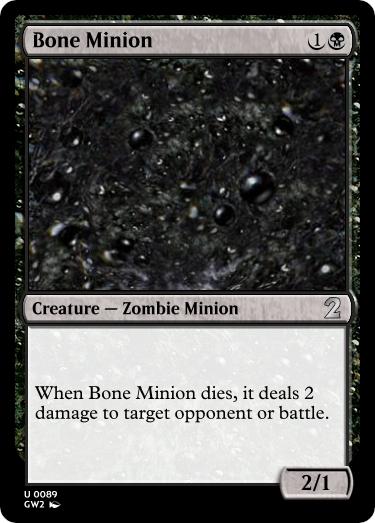 Bone Minion 1
Creature — Zombie Minion 2
When Bone Minion dies, it deals 2
damage to target opponent or battle.
2/1
U 0089
GW2